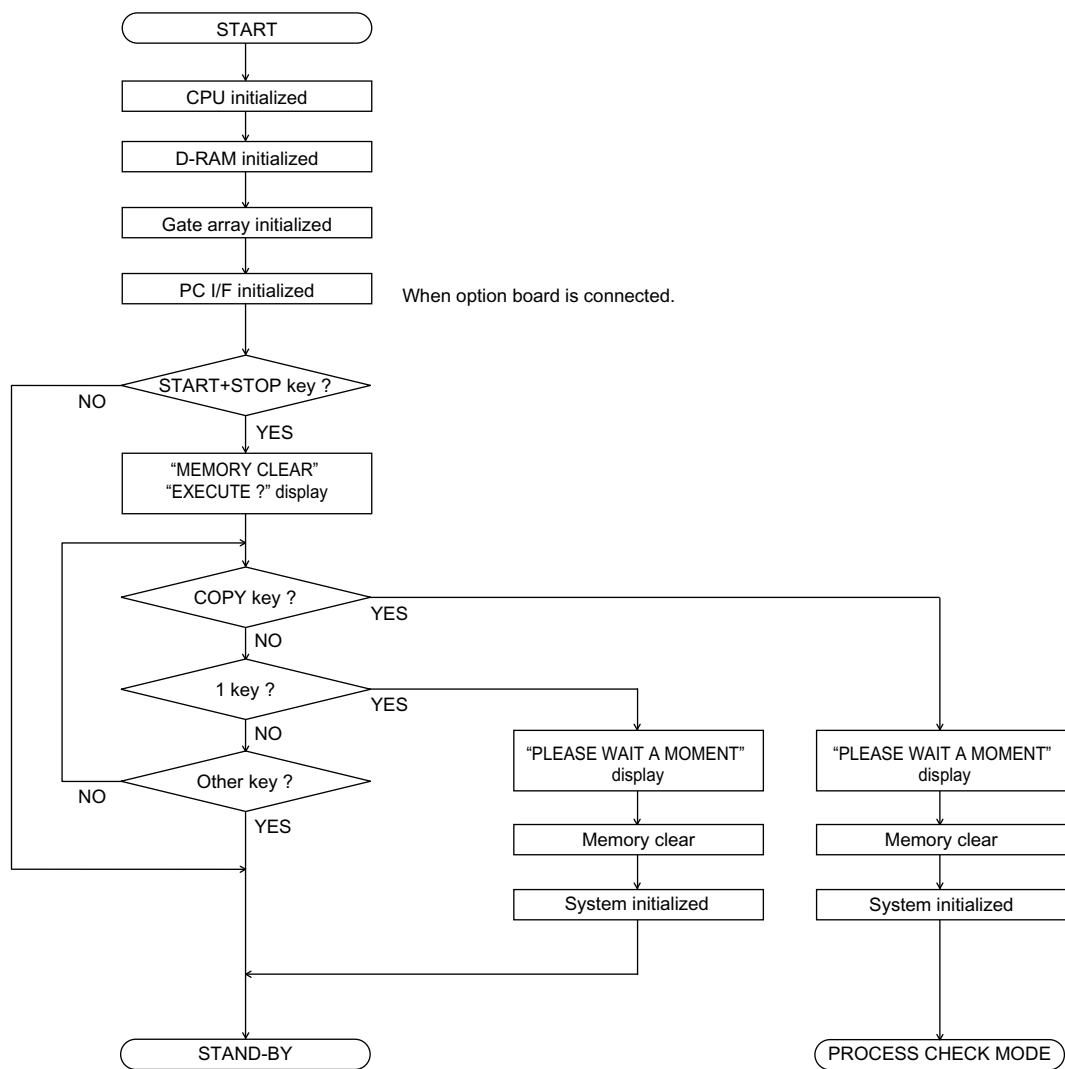 START
CPU initialized
D-RAM initialized
Gate array initialized
PC I/F initialized
When option board is connected.
START+STOP key ?
NO
YES
“MEMORY CLEAR”
“EXECUTE ?” display
COPY key ?
YES
NO
1 key ?
YES
NO
“PLEASE WAIT A MOMENT”
display
“PLEASE WAIT A MOMENT”
display
Other key ?
NO
YES
Memory clear
Memory clear
System initialized
System initialized
STAND-BY
PROCESS CHECK MODE